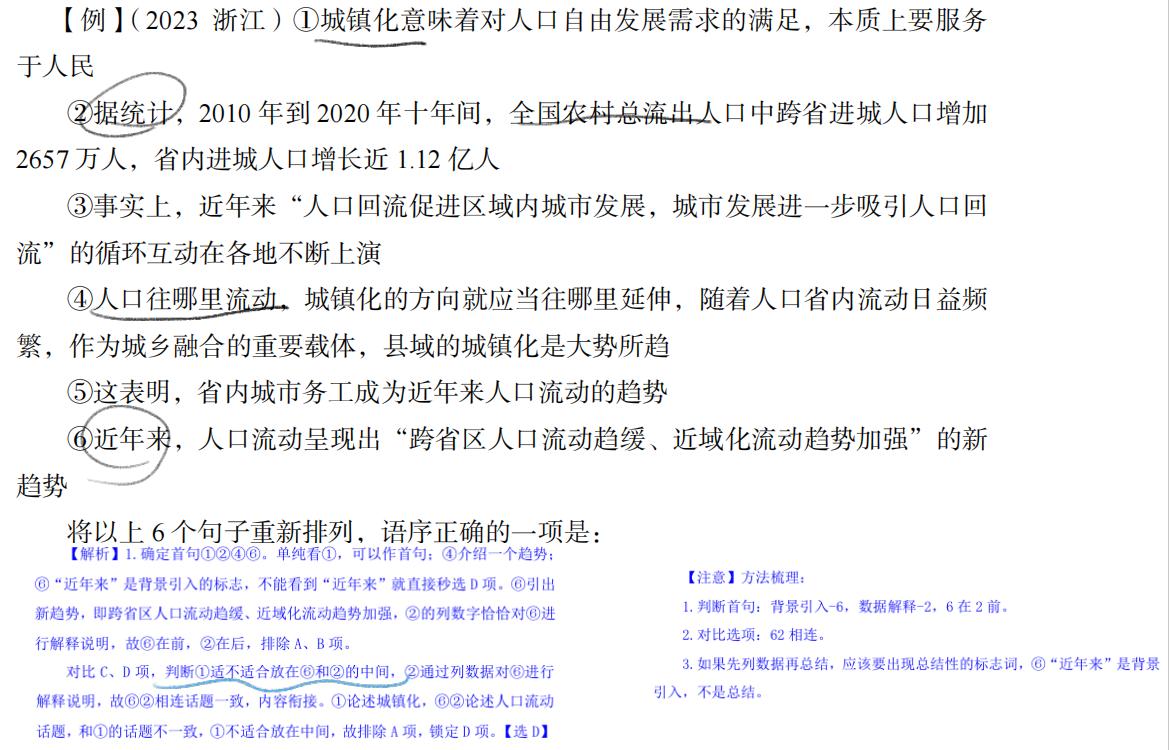 【例】（2023 浙江）①城镇化意味着对人口自由发展需求的满足，本质上要服务
于人民
②据统计，2010 年到 2020 年十年间，全国农村总流出人口中跨省进城人口增加
2657 万人，省内进城人口增长近 1.12 亿人
③事实上，近年来“人口回流促进区域内城市发展，城市发展进一步吸引人口回
流”的循环互动在各地不断上演
④人口往哪里流动，城镇化的方向就应当往哪里延伸，随着人口省内流动日益频
繁，作为城乡融合的重要载体，县域的城镇化是大势所趋
⑤这表明，省内城市务工成为近年来人口流动的趋势
⑥近年来，人口流动呈现出“跨省区人口流动趋缓、近域化流动趋势加强”的新
趋势
将以上 6 个句子重新排列，语序正确的一项是：
【解析】1.确定首句①②④⑥。单纯看①，可以作首句；④介绍一个趋势；
⑥“近年来”是背景引入的标志，不能看到“近年来”就直接秒选 D 项。⑥引出
新趋势，即跨省区人口流动趋缓、近域化流动趋势加强，②的列数字恰恰对⑥进
行解释说明，故⑥在前，②在后，排除 A、B 项。
对比 C、D 项，判断①适不适合放在⑥和②的中间，②通过列数据对⑥进行
解释说明，故⑥②相连话题一致，内容衔接。①论述城镇化，⑥②论述人口流动
话题，和①的话题不一致，①不适合放在中间，故排除 A 项，锁定 D 项。【选 D】
【注意】方法梳理：
1.判断首句：背景引入-6，数据解释-2，6 在 2 前。
2.对比选项：62 相连。
3.如果先列数据再总结，应该要出现总结性的标志词，⑥“近年来”是背景
引入，不是总结。